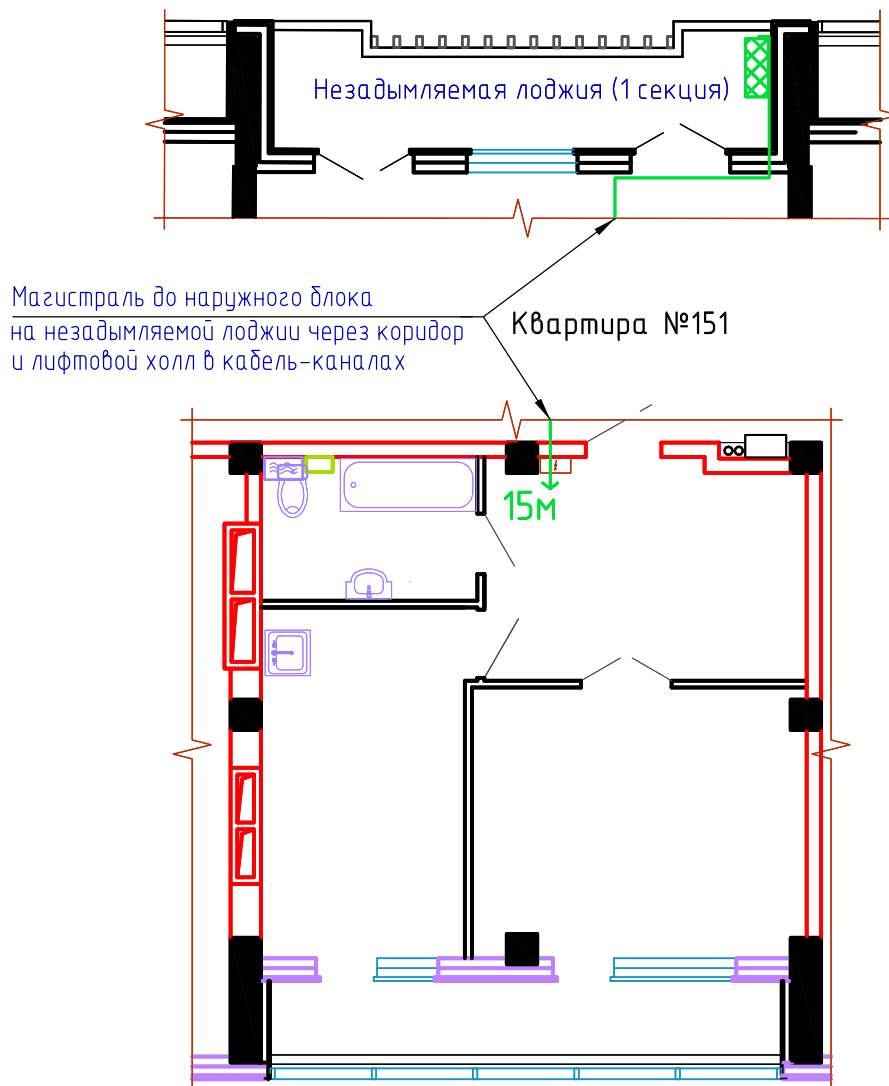 Незадымляемая лоджия (1 секция)
Магистраль до наружного блока
на незадымляемой лоджии через коридор
и лифтовой холл в кабель-каналах
Квартира №151
15м